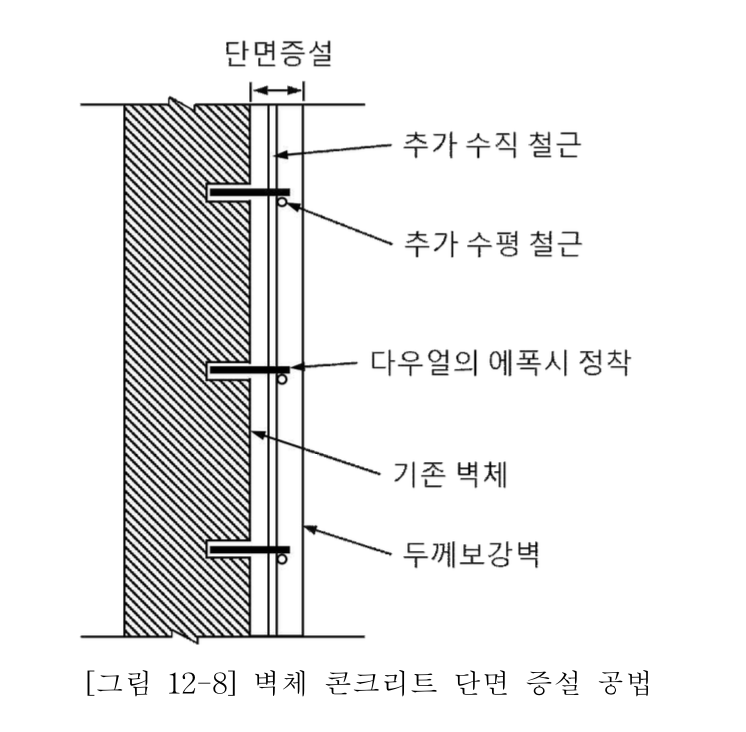 단면증설
추가 수직 철근
추가 수평 철근
다우얼의 에폭시 정착
기존 벽체
두께보강벽
[그림 12-8] 벽체 콘크리트 단면 증설 공법